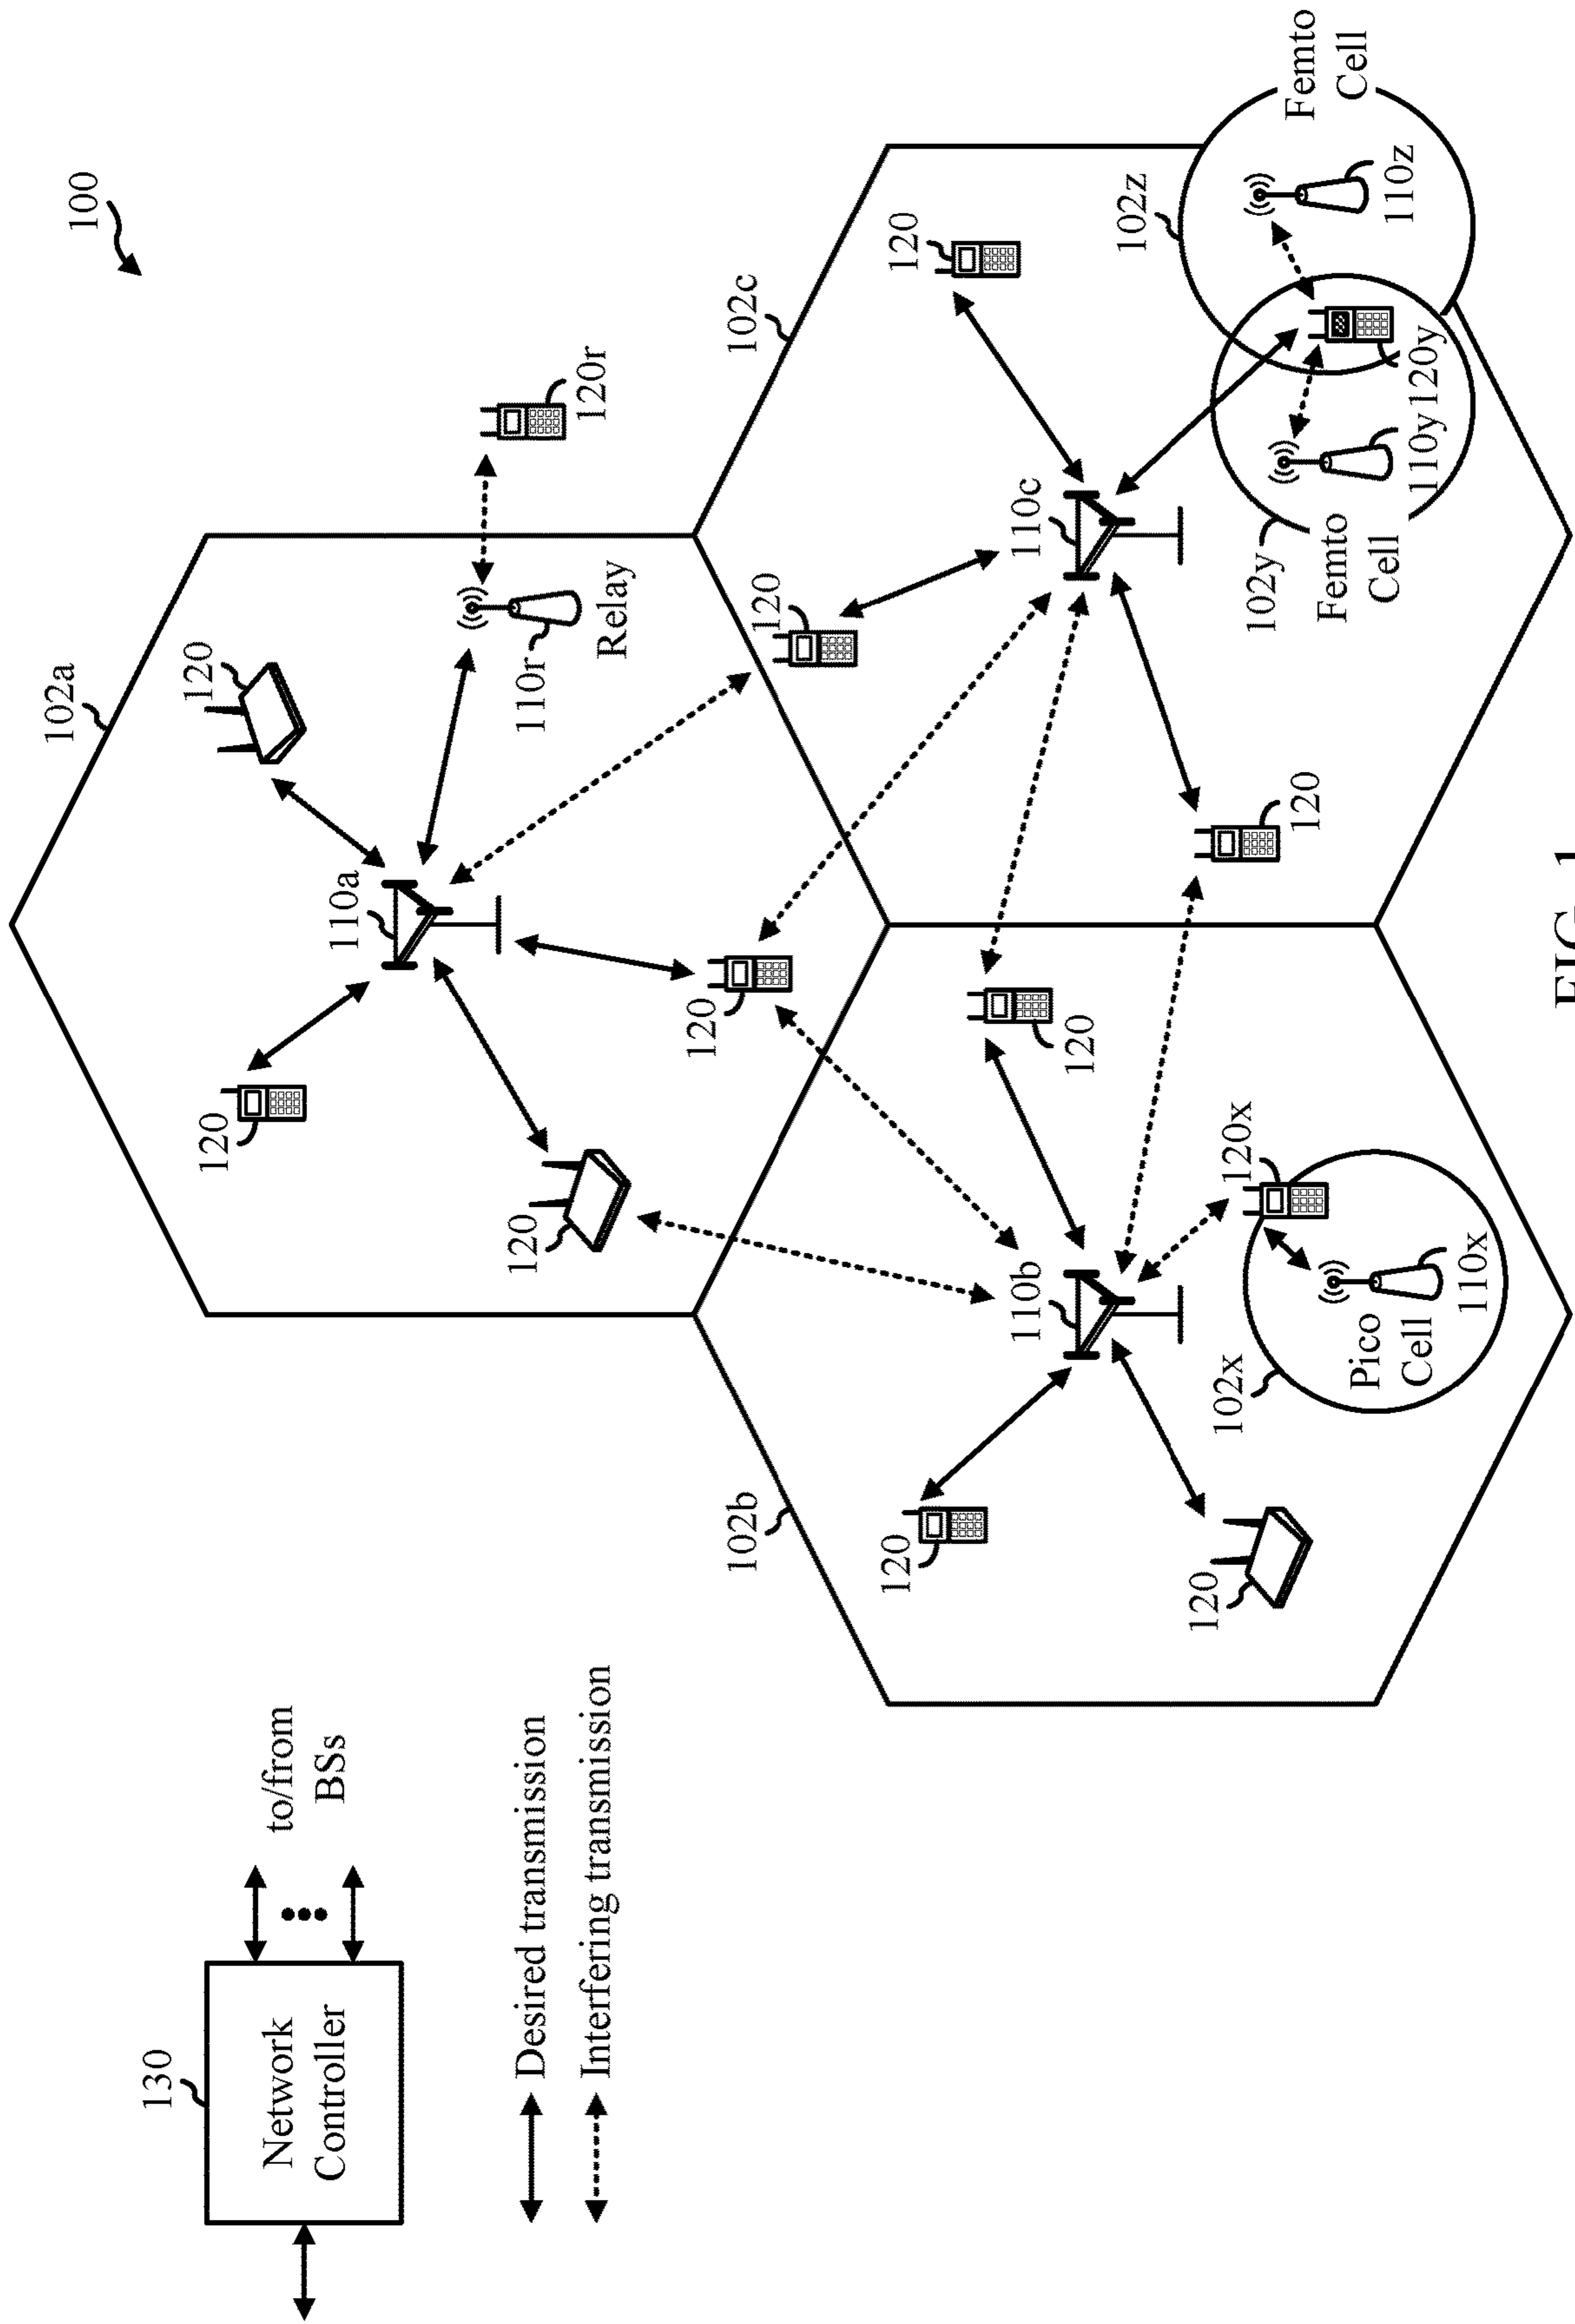 100
130
Network
Controller
to/from
BSs
Desired transmission
Interfering transmission
102a
120
120
110a
120
110r
Relay
120r
120
120
102b
120
120
110b
120
120x
102x
Pico
Cell
110x
102c
120
120
110c
120
102z
Femto
Cell
110z
102y
Femto
Cell
110y
120y
FIG. 1